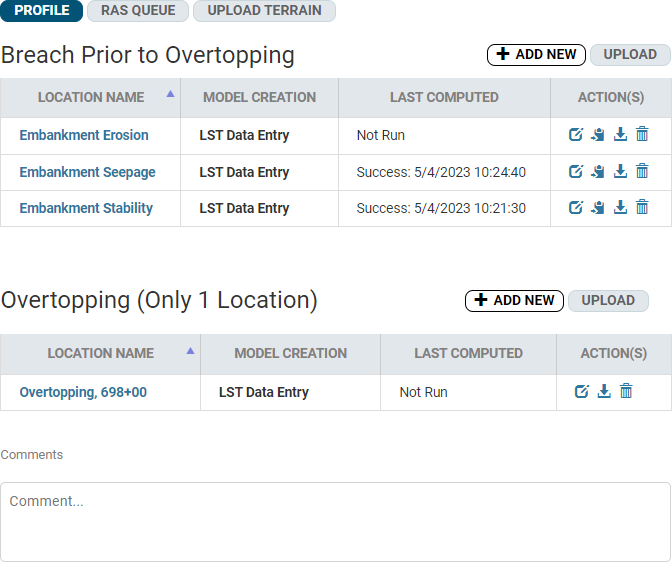 PROFILE RAS QUEUE UPLOAD TERRAIN
Breach Prior to Overtopping + ADD NEW UPLOAD
LOCATION NAME MODEL CREATION LAST COMPUTED ACTION(S)
Embankment Erosion LST Data Entry Not Run
Embankment Seepage LST Data Entry Success: 5/4/2023 10:24:40
Embankment Stability LST Data Entry Success: 5/4/2023 10:21:30
Overtopping (Only 1 Location) + ADD NEW UPLOAD
LOCATION NAME MODEL CREATION LAST COMPUTED ACTION(S)
Overtopping, 698+00 LST Data Entry Not Run
Comments
Comment...